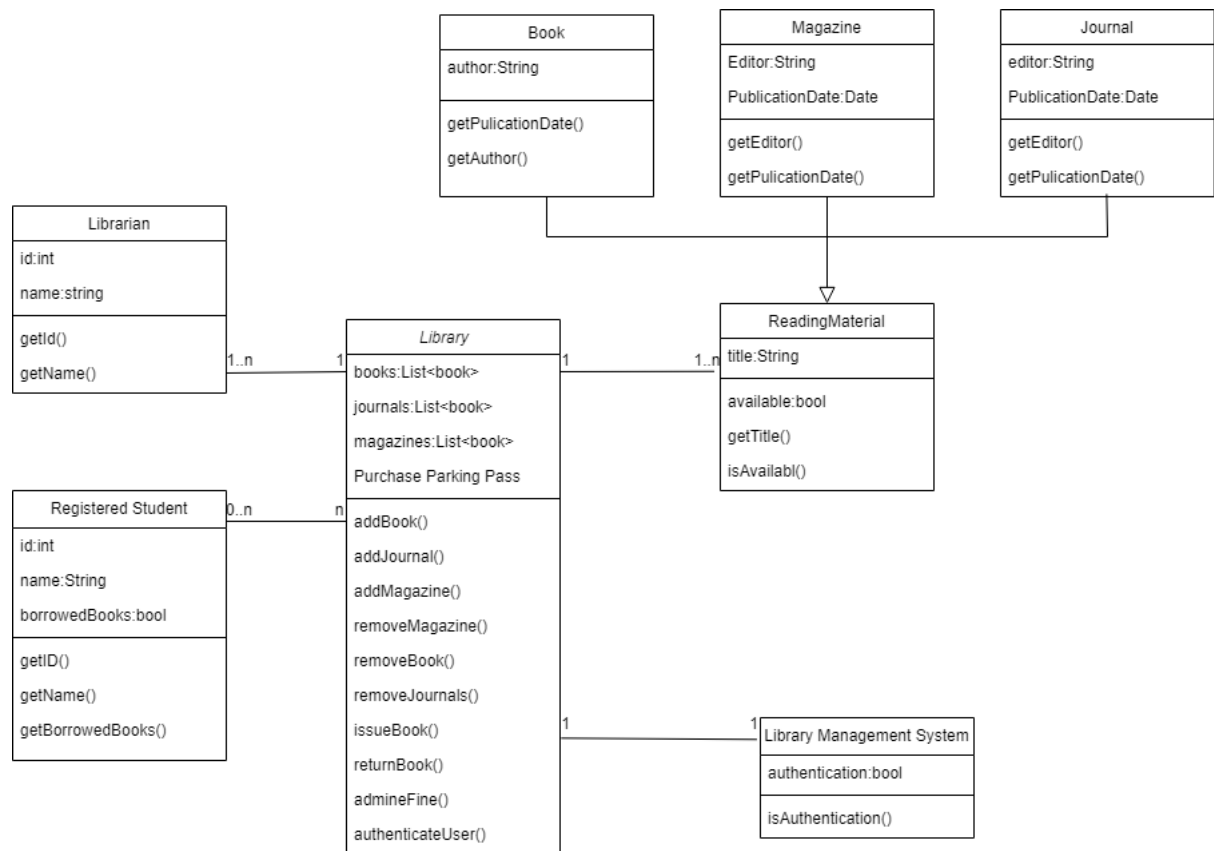 Book
author:String
getPulicationDate()
getAuthor()
Magazine
Editor:String
PublicationDate:Date
getEditor()
getPulicationDate()
Journal
editor:String
PublicationDate:Date
getEditor()
getPulicationDate()
Librarian
id:int
name:string
getId()
getName()
1..n
1
Library
books:List<book>
journals:List<book>
magazines:List<book>
Purchase Parking Pass
addBook()
addJournal()
addMagazine()
removeMagazine()
removeBook()
removeJournals()
issueBook()
returnBook()
admineFine()
authenticateUser()
1
1..n
ReadingMaterial
title:String
available:bool
getTitle()
isAvailabl()
Registered Student
id:int
name:String
borrowedBooks:bool
getID()
getName()
getBorrowedBooks()
0..n
n
1
1
Library Management System
authentication:bool
isAuthentication()